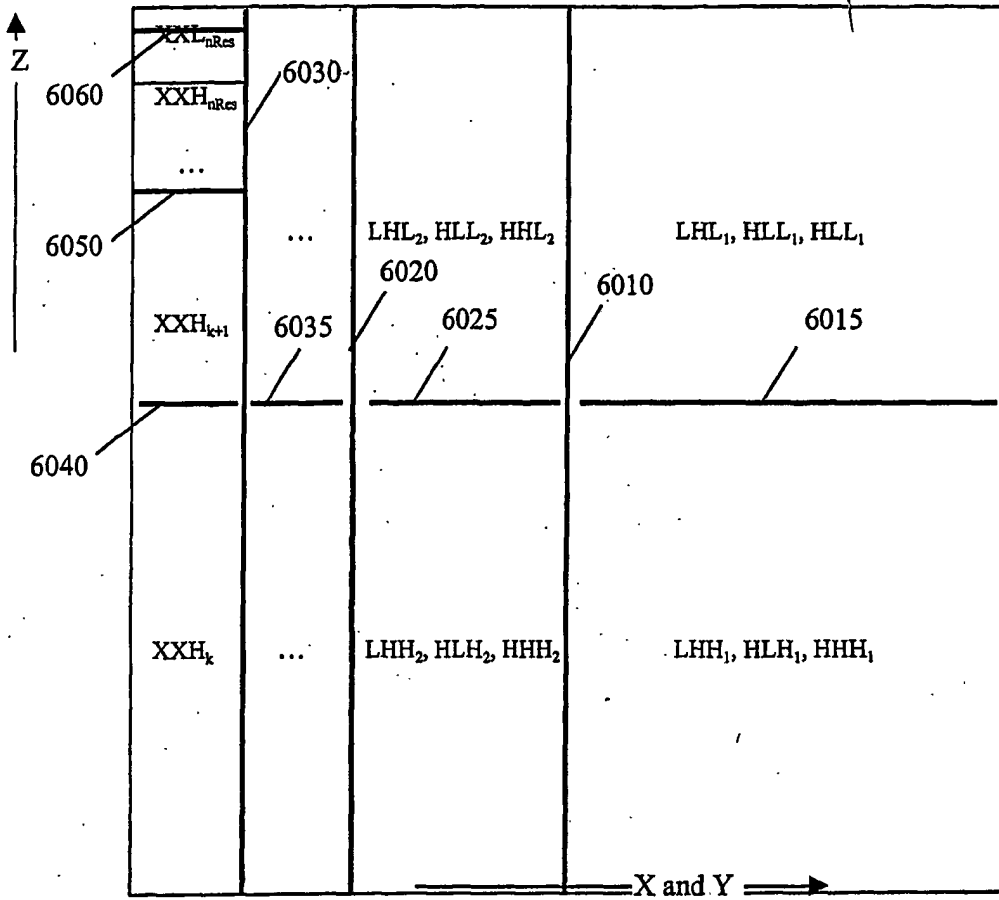 XXL_nRes
Z
6060
XXH_nRes
6030
...
6050
...
LHL_2, HLL_2, HHL_2
LHL_1, HLL_1, HLL_1
6020
6010
XXH_k+1
6035
6025
6015
6040
XXH_k
...
LHH_2, HLH_2, HHH_2
LHH_1, HLH_1, HHH_1
X and Y